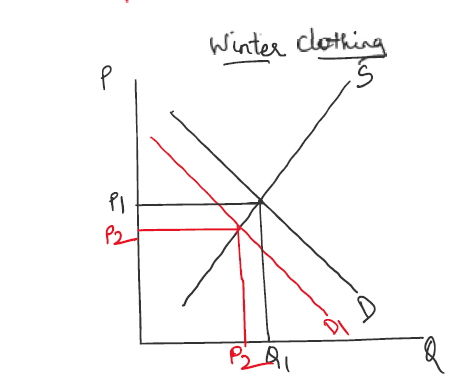 Winter clothing
S
P
P1
P2
D
D1
P2 Q1
Q